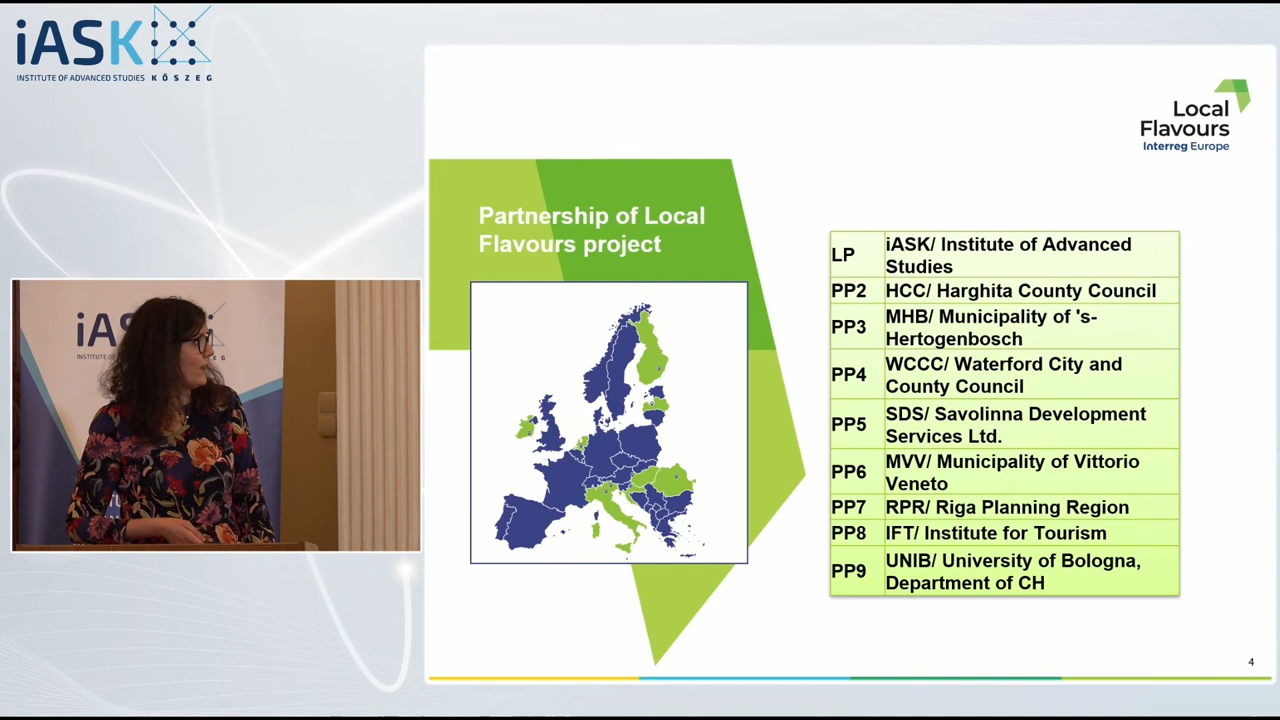 iASK
INSTITUTE OF ADVANCED STUDIES KŐSZEG
Local
Flavours
Interreg Europe
Partnership of Local
Flavours project
LP iASK/ Institute of Advanced
Studies
PP2 HCC/ Harghita County Council
PP3 MHB/ Municipality of 's-
Hertogenbosch
PP4 WCCC/ Waterford City and
County Council
PP5 SDS/ Savolinna Development
Services Ltd.
PP6 MVV/ Municipality of Vittorio
Veneto
PP7 RPR/ Riga Planning Region
PP8 IFT/ Institute for Tourism
PP9 UNIB/ University of Bologna,
Department of CH
iAS
INSTITUTE OF
E G
4